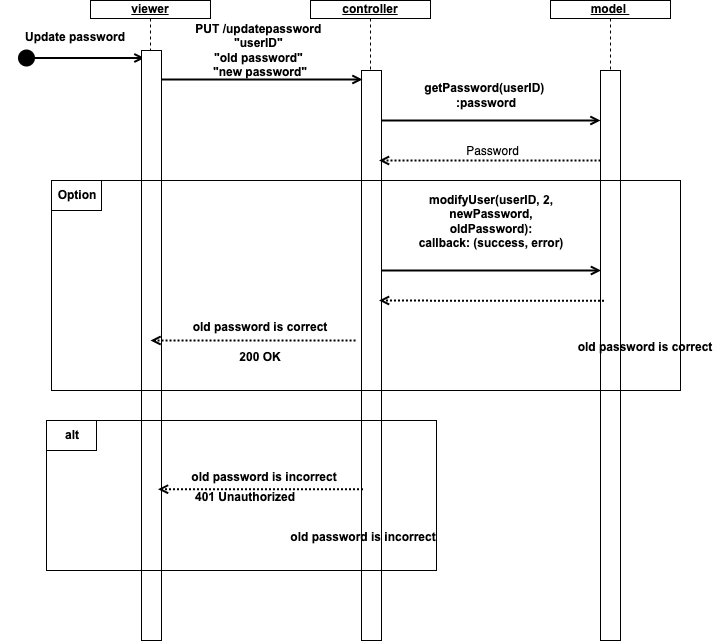 viewer
controller
model
Update password
PUT /updatepassword
"userID"
"old password"
"new password"
getPassword(userID)
:password
Password
Option
modifyUser(userID, 2,
newPassword,
oldPassword):
callback: (success, error)
old password is correct
200 OK
old password is correct
alt
old password is incorrect
401 Unauthorized
old password is incorrect